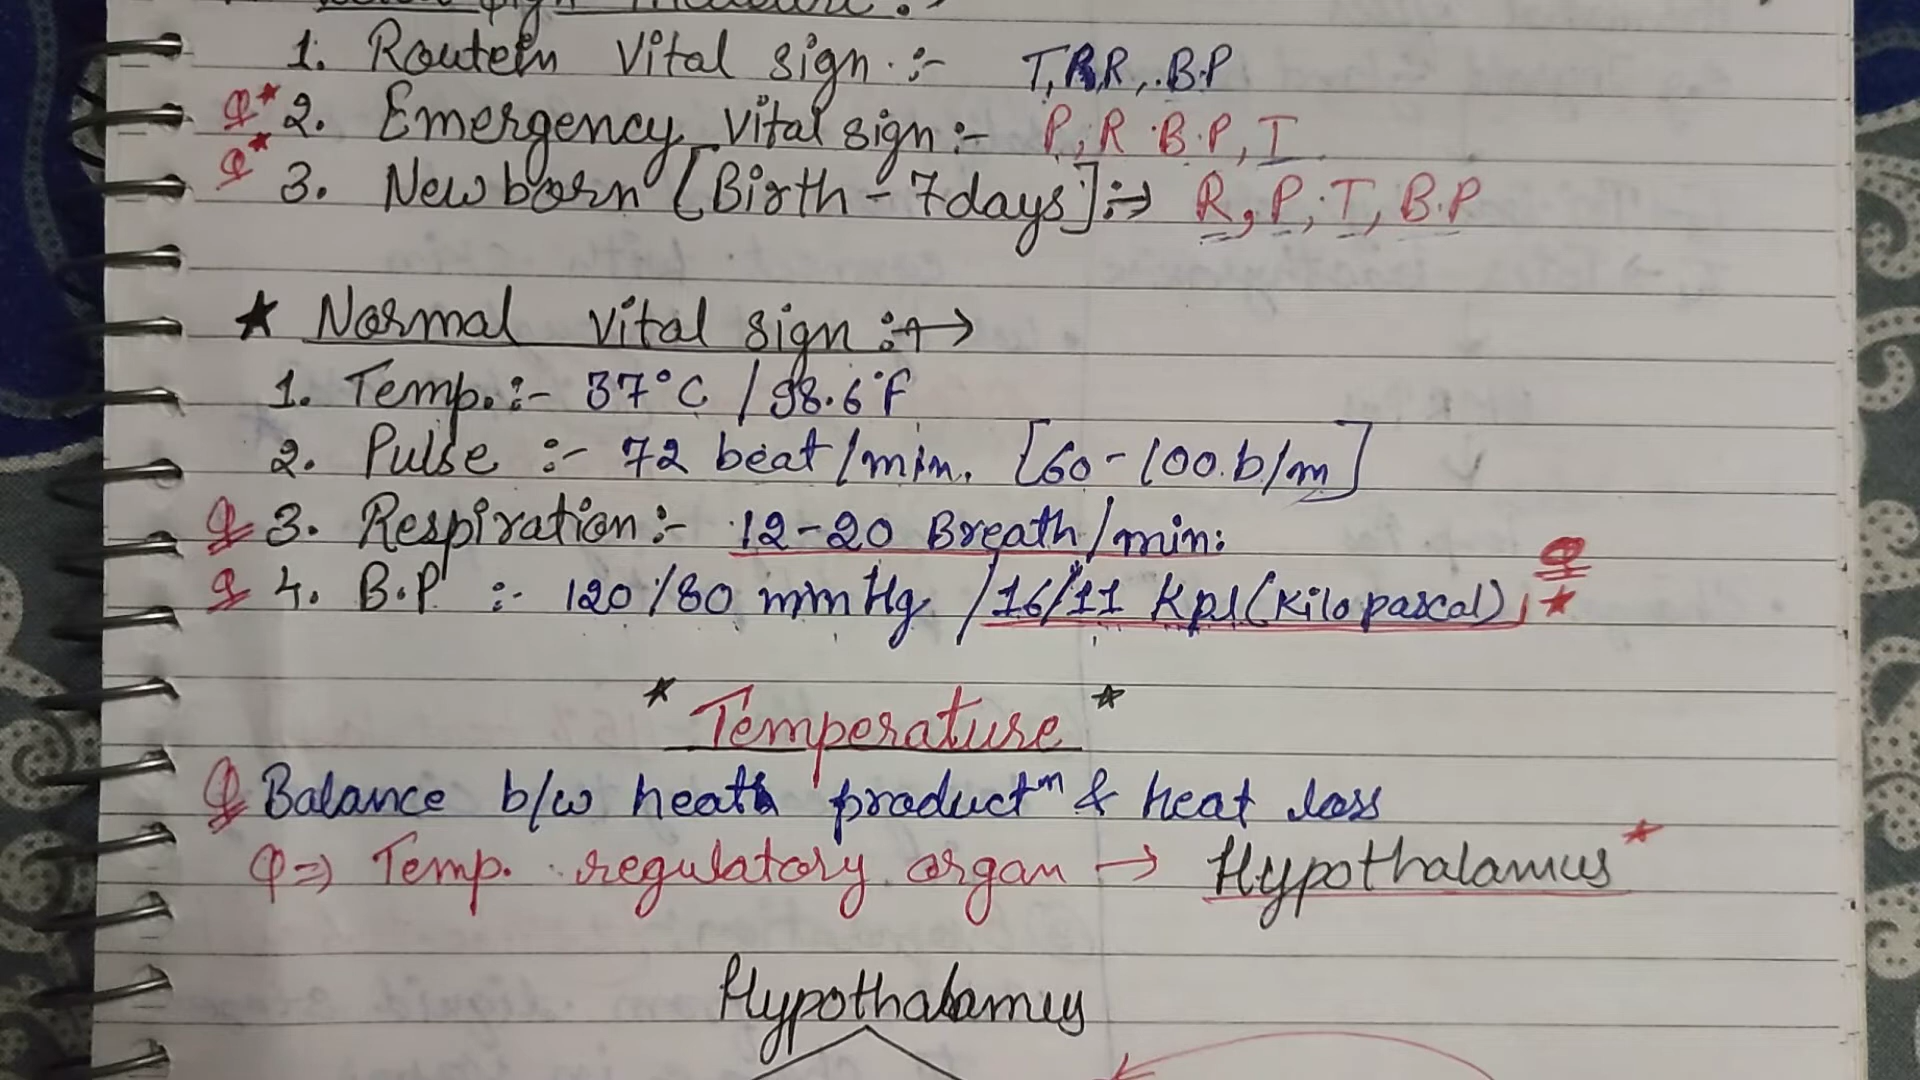 1. Routein Vital sign :- T, R, R, B.P
Q* 2. Emergency Vital sign :- P, R B.P, T
Q* 3. New born [Birth - 7days] :-> R, P, T, B.P
★ Normal Vital sign :->
1. Temp. :- 37°C / 98.6°F
2. Pulse :- 72 beat/min. [60-100.b/m]
Q 3. Respiration :- 12-20 Breath/min.
Q 4. B.P :- 120/80 mmHg / 16/11 Kpl (Kilo pascal) Q ★
* Temperature *
Q Balance b/w heat productn & heat loss
Q => Temp. regulatory organ → Hypothalamus *
Hypothalamus